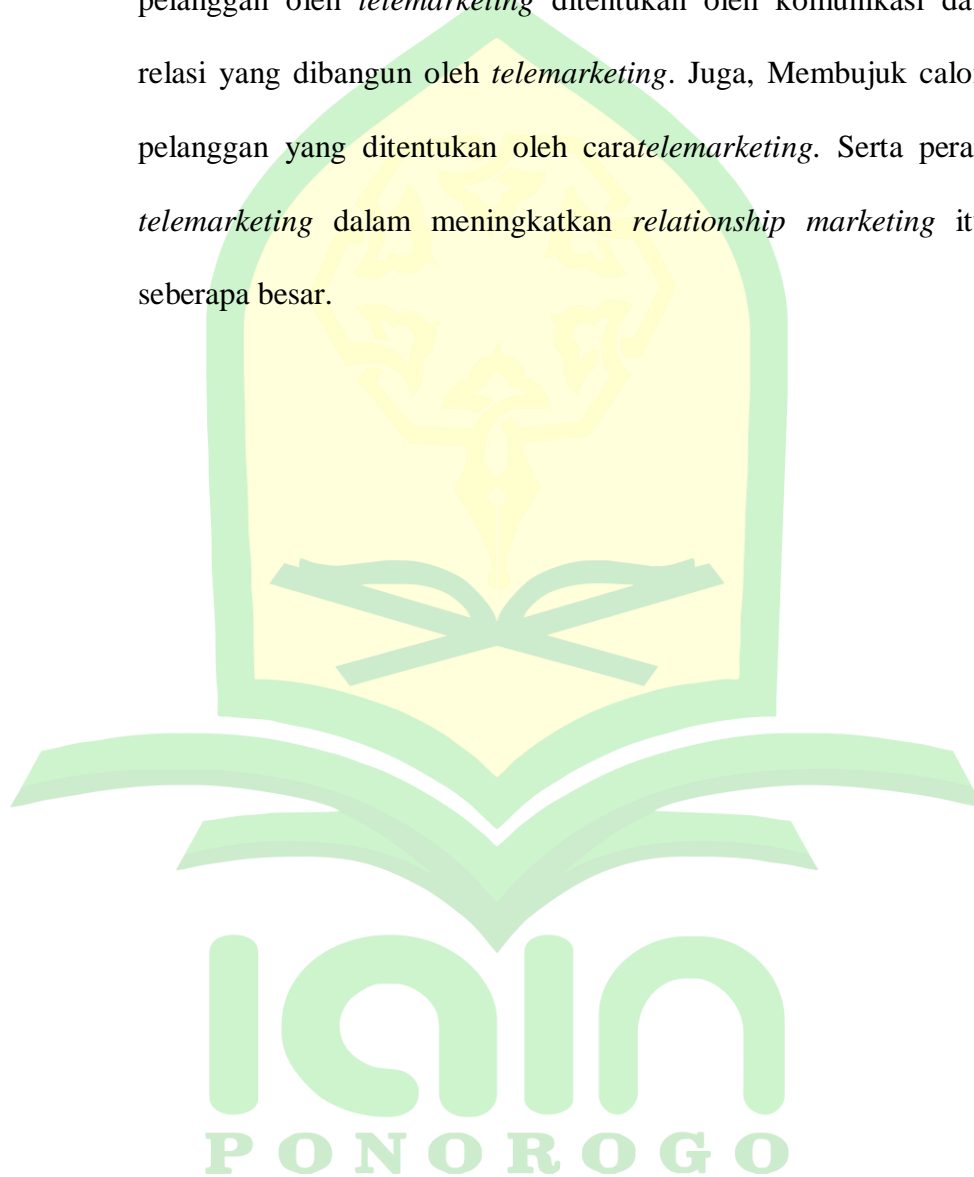 pelanggan oleh telemarketing ditentukan oleh komunikasi da
relasi yang dibangun oleh telemarketing. Juga, Membujuk calo
pelanggan yang ditentukan oleh caratelemarketing. Serta pera
telemarketing dalam meningkatkan relationship marketing it
seberapa besar.
iain
PONOROGO